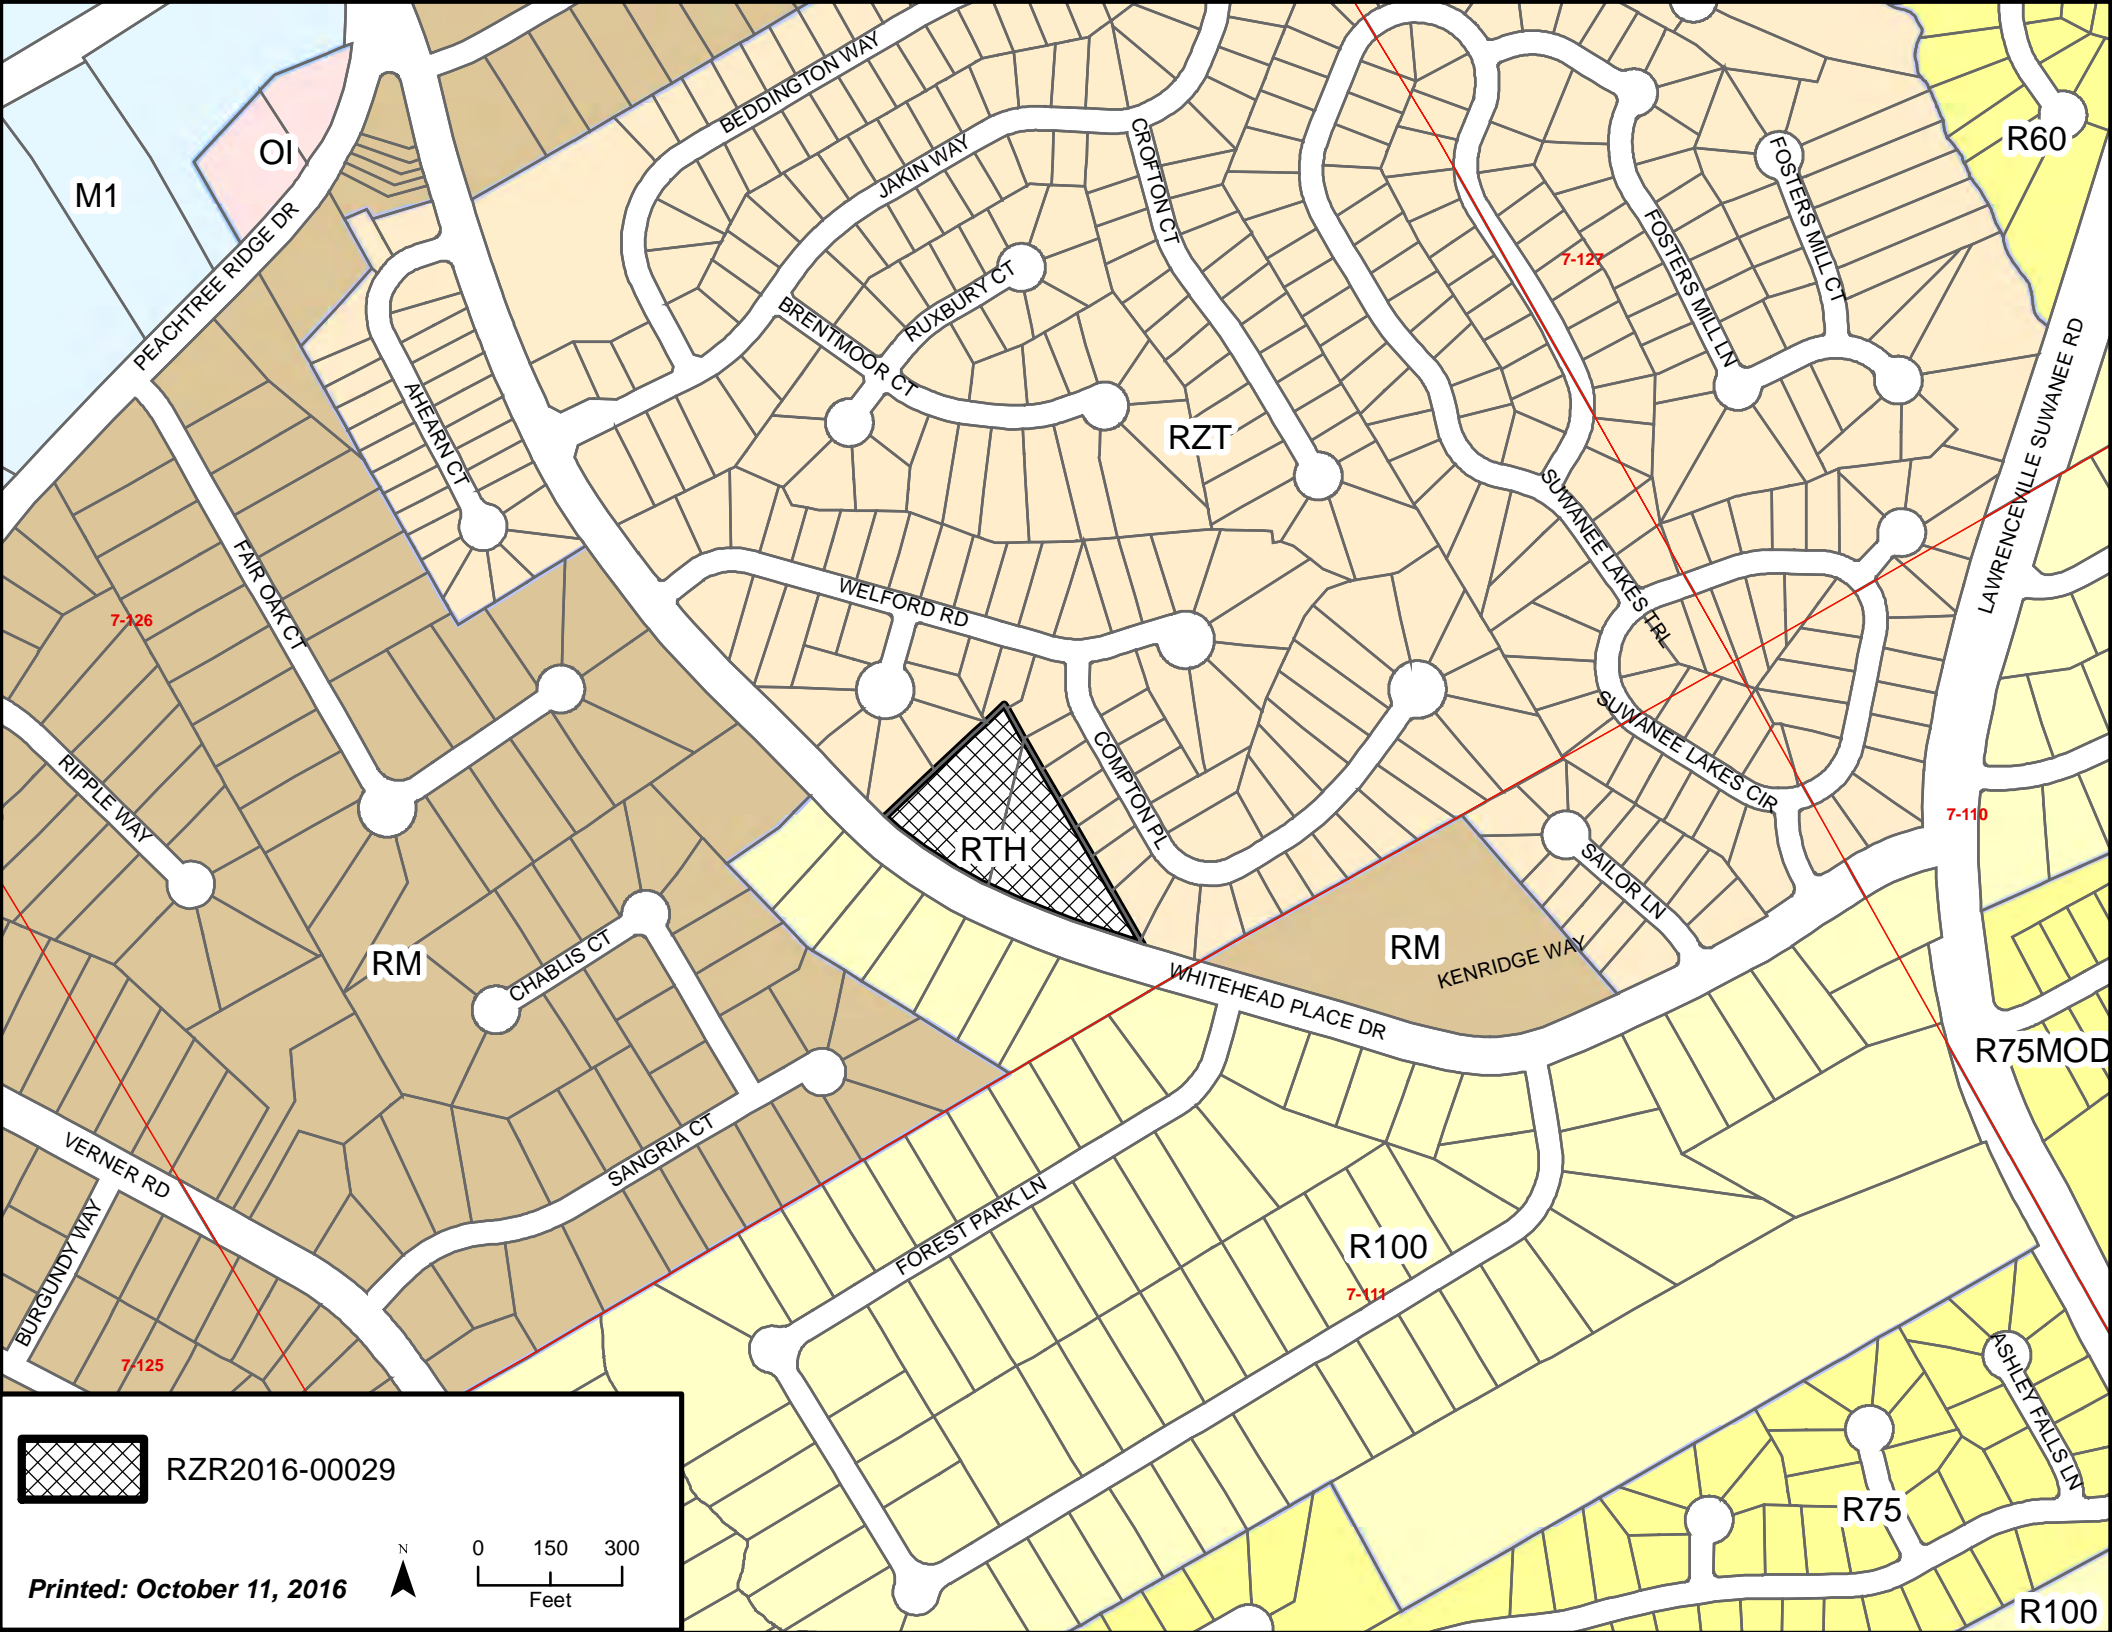 BEDDINGTON WAY
OI
M1
R60
JAKIN WAY
CROFTON CT
FOSTERS MILL CT
PEACHTREE RIDGE DR
7-127
FOSTERS MILL LN
RUXBURY CT
BRENTMOOR CT
LAWRENCEVILLE SUWANEE RD
AHEARN CT
RZT
SUWANEE LAKES TRL
FAIR OAK CT
WELFORD RD
7-126
SUWANEE LAKES CIR
RIPPLE WAY
COMPTON PL
7-110
RTH
SAILOR LN
RM
CHABLIS CT
RM
KENRIDGE WAY
WHITEHEAD PLACE DR
R75MOD
VERNER RD
SANGRIA CT
FOREST PARK LN
BURGUNDY WAY
R100
7-111
7-125
ASHLEY FALLS LN
R75
R100
RZR2016-00029
N
0 150 300
Feet
Printed: October 11, 2016